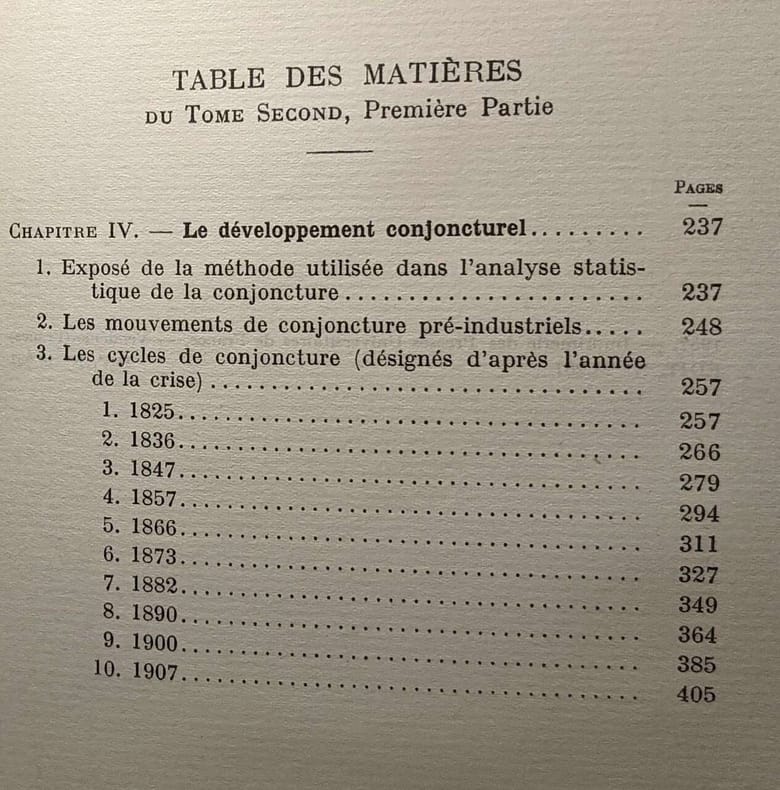 TABLE DES MATIÈRES
DU TOME SECOND, Première Partie
PAGES
CHAPITRE IV. — Le développement conjoncturel......... 237
1. Exposé de la méthode utilisée dans l'analyse statis-
tique de la conjoncture........................ 237
2. Les mouvements de conjoncture pré-industriels..... 248
3. Les cycles de conjoncture (désignés d'après l'année
de la crise).................................... 257
1. 1825....................................... 257
2. 1836....................................... 266
3. 1847....................................... 279
4. 1857....................................... 294
5. 1866....................................... 311
6. 1873....................................... 327
7. 1882....................................... 349
8. 1890....................................... 364
9. 1900....................................... 385
10. 1907....................................... 405